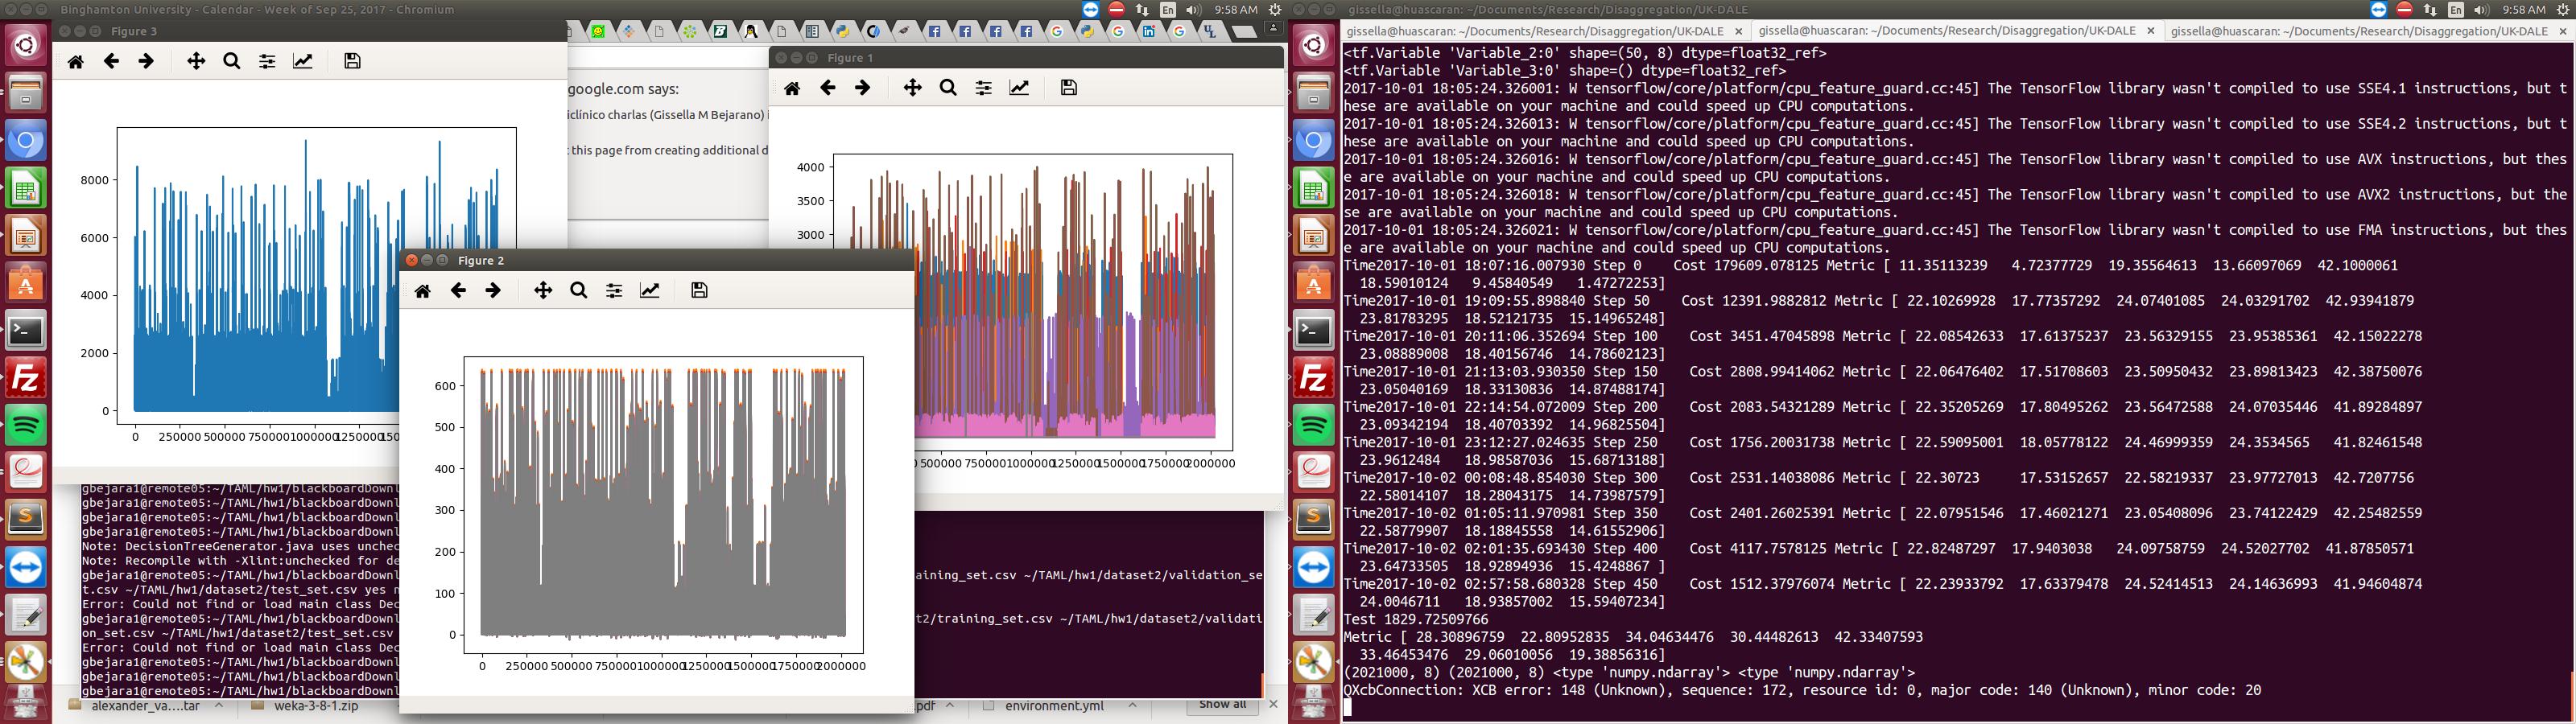 Binghamton University - Calendar - Week of Sep 25, 2017 - Chromium
En
9:58 AM
Figure 3
8000
6000
4000
2000
0
0 250000 500000 750000 1000000 1250000
google.com says:
iclínico charlas (Gissella M Bejarano) i
this page from creating additional d
Figure 1
4000
3500
3000
500000 750000 1000000 1250000 1500000 1750000 2000000
Figure 2
600
500
400
300
200
100
0
0 250000 500000 750000 1000000 1250000 1500000 1750000 2000000
gbejara1@remote05:~/TAML/hw1/blackboardDownl
gbejara1@remote05:~/TAML/hw1/blackboardDownl
gbejara1@remote05:~/TAML/hw1/blackboardDownl
gbejara1@remote05:~/TAML/hw1/blackboardDownl
Note: DecisionTreeGenerator.java uses unchec
Note: Recompile with -Xlint:unchecked for de
gbejara1@remote05:~/TAML/hw1/blackboardDownl
aining_set.csv ~/TAML/hw1/dataset2/validation_se
t.csv ~/TAML/hw1/dataset2/test_set.csv yes n
Error: Could not find or load main class Dec
gbejara1@remote05:~/TAML/hw1/blackboardDownl
t2/training_set.csv ~/TAML/hw1/dataset2/validati
on_set.csv ~/TAML/hw1/dataset2/test_set.csv
Error: Could not find or load main class Dec
gbejara1@remote05:~/TAML/hw1/blackboardDownl
gbejara1@remote05:~/TAML/hw1/blackboardDownl
gbejara1@remote05:~/TAML/hw1/blackboardDownl
alexander_va....tar
weka-3-8-1.zip
.pdf
environment.yml
Show all
gissella@huascaran: ~/Documents/Research/Disaggregation/UK-DALE
En
9:58 AM
gissella@huascaran: ~/Documents/Research/Disaggregation/UK-DALE
gissella@huascaran: ~/Documents/Research/Disaggregation/UK-DALE
gissella@huascaran: ~/Documents/Research/Disaggregation/UK-DALE
<tf.Variable 'Variable_2:0' shape=(50, 8) dtype=float32_ref>
<tf.Variable 'Variable_3:0' shape=() dtype=float32_ref>
2017-10-01 18:05:24.326001: W tensorflow/core/platform/cpu_feature_guard.cc:45] The TensorFlow library wasn't compiled to use SSE4.1 instructions, but t
hese are available on your machine and could speed up CPU computations.
2017-10-01 18:05:24.326013: W tensorflow/core/platform/cpu_feature_guard.cc:45] The TensorFlow library wasn't compiled to use SSE4.2 instructions, but t
hese are available on your machine and could speed up CPU computations.
2017-10-01 18:05:24.326016: W tensorflow/core/platform/cpu_feature_guard.cc:45] The TensorFlow library wasn't compiled to use AVX instructions, but thes
e are available on your machine and could speed up CPU computations.
2017-10-01 18:05:24.326018: W tensorflow/core/platform/cpu_feature_guard.cc:45] The TensorFlow library wasn't compiled to use AVX2 instructions, but the
se are available on your machine and could speed up CPU computations.
2017-10-01 18:05:24.326021: W tensorflow/core/platform/cpu_feature_guard.cc:45] The TensorFlow library wasn't compiled to use FMA instructions, but thes
e are available on your machine and could speed up CPU computations.
Time2017-10-01 18:07:16.007930 Step 0 Cost 179609.078125 Metric [ 11.35113239 4.72377729 19.35564613 13.66097069 42.1000061
18.59010124 9.45840549 1.47272253]
Time2017-10-01 19:09:55.898840 Step 50 Cost 12391.9882812 Metric [ 22.10269928 17.77357292 24.07401085 24.03291702 42.93941879
23.81783295 18.52121735 15.14965248]
Time2017-10-01 20:11:06.352694 Step 100 Cost 3451.47045898 Metric [ 22.08542633 17.61375237 23.56329155 23.95385361 42.15022278
23.08889008 18.40156746 14.78602123]
Time2017-10-01 21:13:03.930350 Step 150 Cost 2808.99414062 Metric [ 22.06476402 17.51708603 23.50950432 23.89813423 42.38750076
23.05040169 18.33130836 14.87488174]
Time2017-10-01 22:14:54.072009 Step 200 Cost 2083.54321289 Metric [ 22.35205269 17.80495262 23.56472588 24.07035446 41.89284897
23.09342194 18.40703392 14.96825504]
Time2017-10-01 23:12:27.024635 Step 250 Cost 1756.20031738 Metric [ 22.59095001 18.05778122 24.46999359 24.3534565 41.82461548
23.9612484 18.98587036 15.68713188]
Time2017-10-02 00:08:48.854030 Step 300 Cost 2531.14038086 Metric [ 22.30723 17.53152657 22.58219337 23.97727013 42.7207756
22.58014107 18.28043175 14.73987579]
Time2017-10-02 01:05:11.970981 Step 350 Cost 2401.26025391 Metric [ 22.07951546 17.46021271 23.05408096 23.74122429 42.25482559
22.58779907 18.18845558 14.61552906]
Time2017-10-02 02:01:35.693430 Step 400 Cost 4117.7578125 Metric [ 22.82487297 17.9403038 24.09758759 24.52027702 41.87850571
23.64733505 18.92894936 15.4248867 ]
Time2017-10-02 02:57:58.680328 Step 450 Cost 1512.37976074 Metric [ 22.23933792 17.63379478 24.52414513 24.14636993 41.94604874
24.0046711 18.93857002 15.59407234]
Test 1829.72509766
Metric [ 28.30896759 22.80952835 34.04634476 30.44482613 42.33407593
33.46453476 29.06010056 19.38856316]
(2021000, 8) (2021000, 8) <type 'numpy.ndarray'> <type 'numpy.ndarray'>
QXcbConnection: XCB error: 148 (Unknown), sequence: 172, resource id: 0, major code: 140 (Unknown), minor code: 20